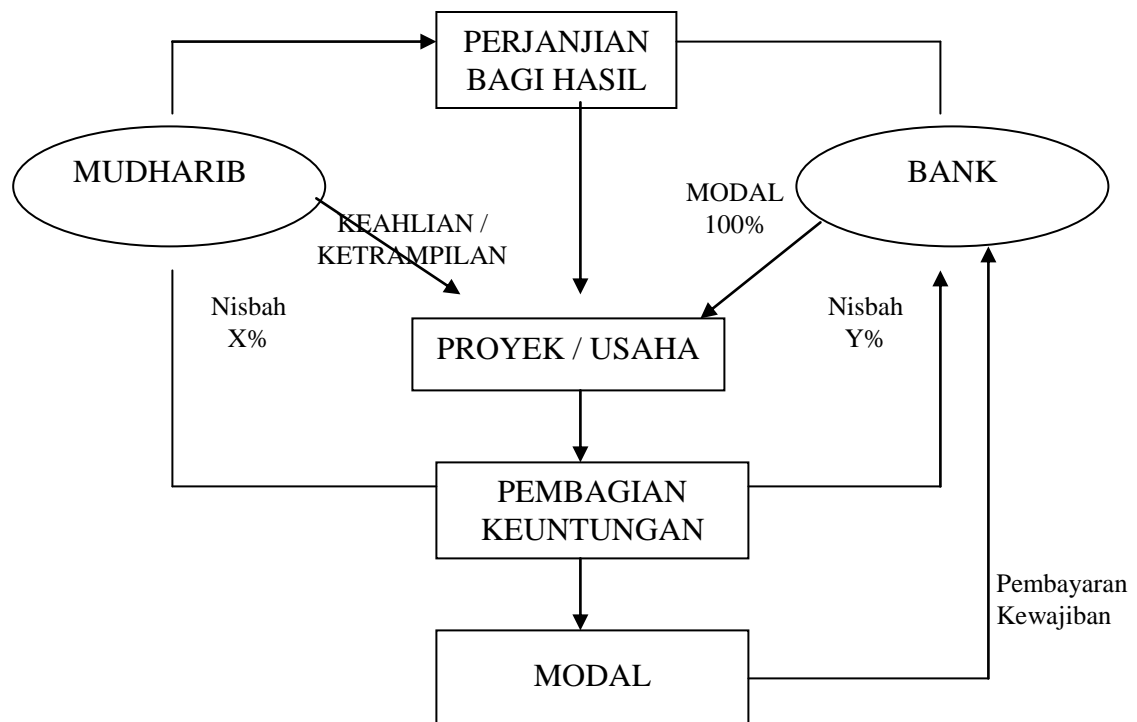 PERJANJIAN
BAGI HASIL
MUDHARIB
BANK
KEAHLIAN /
KETRAMPILAN
MODAL
100%
Nisbah
X%
Nisbah
Y%
PROYEK / USAHA
PEMBAGIAN
KEUNTUNGAN
Pembayaran
Kewajiban
MODAL